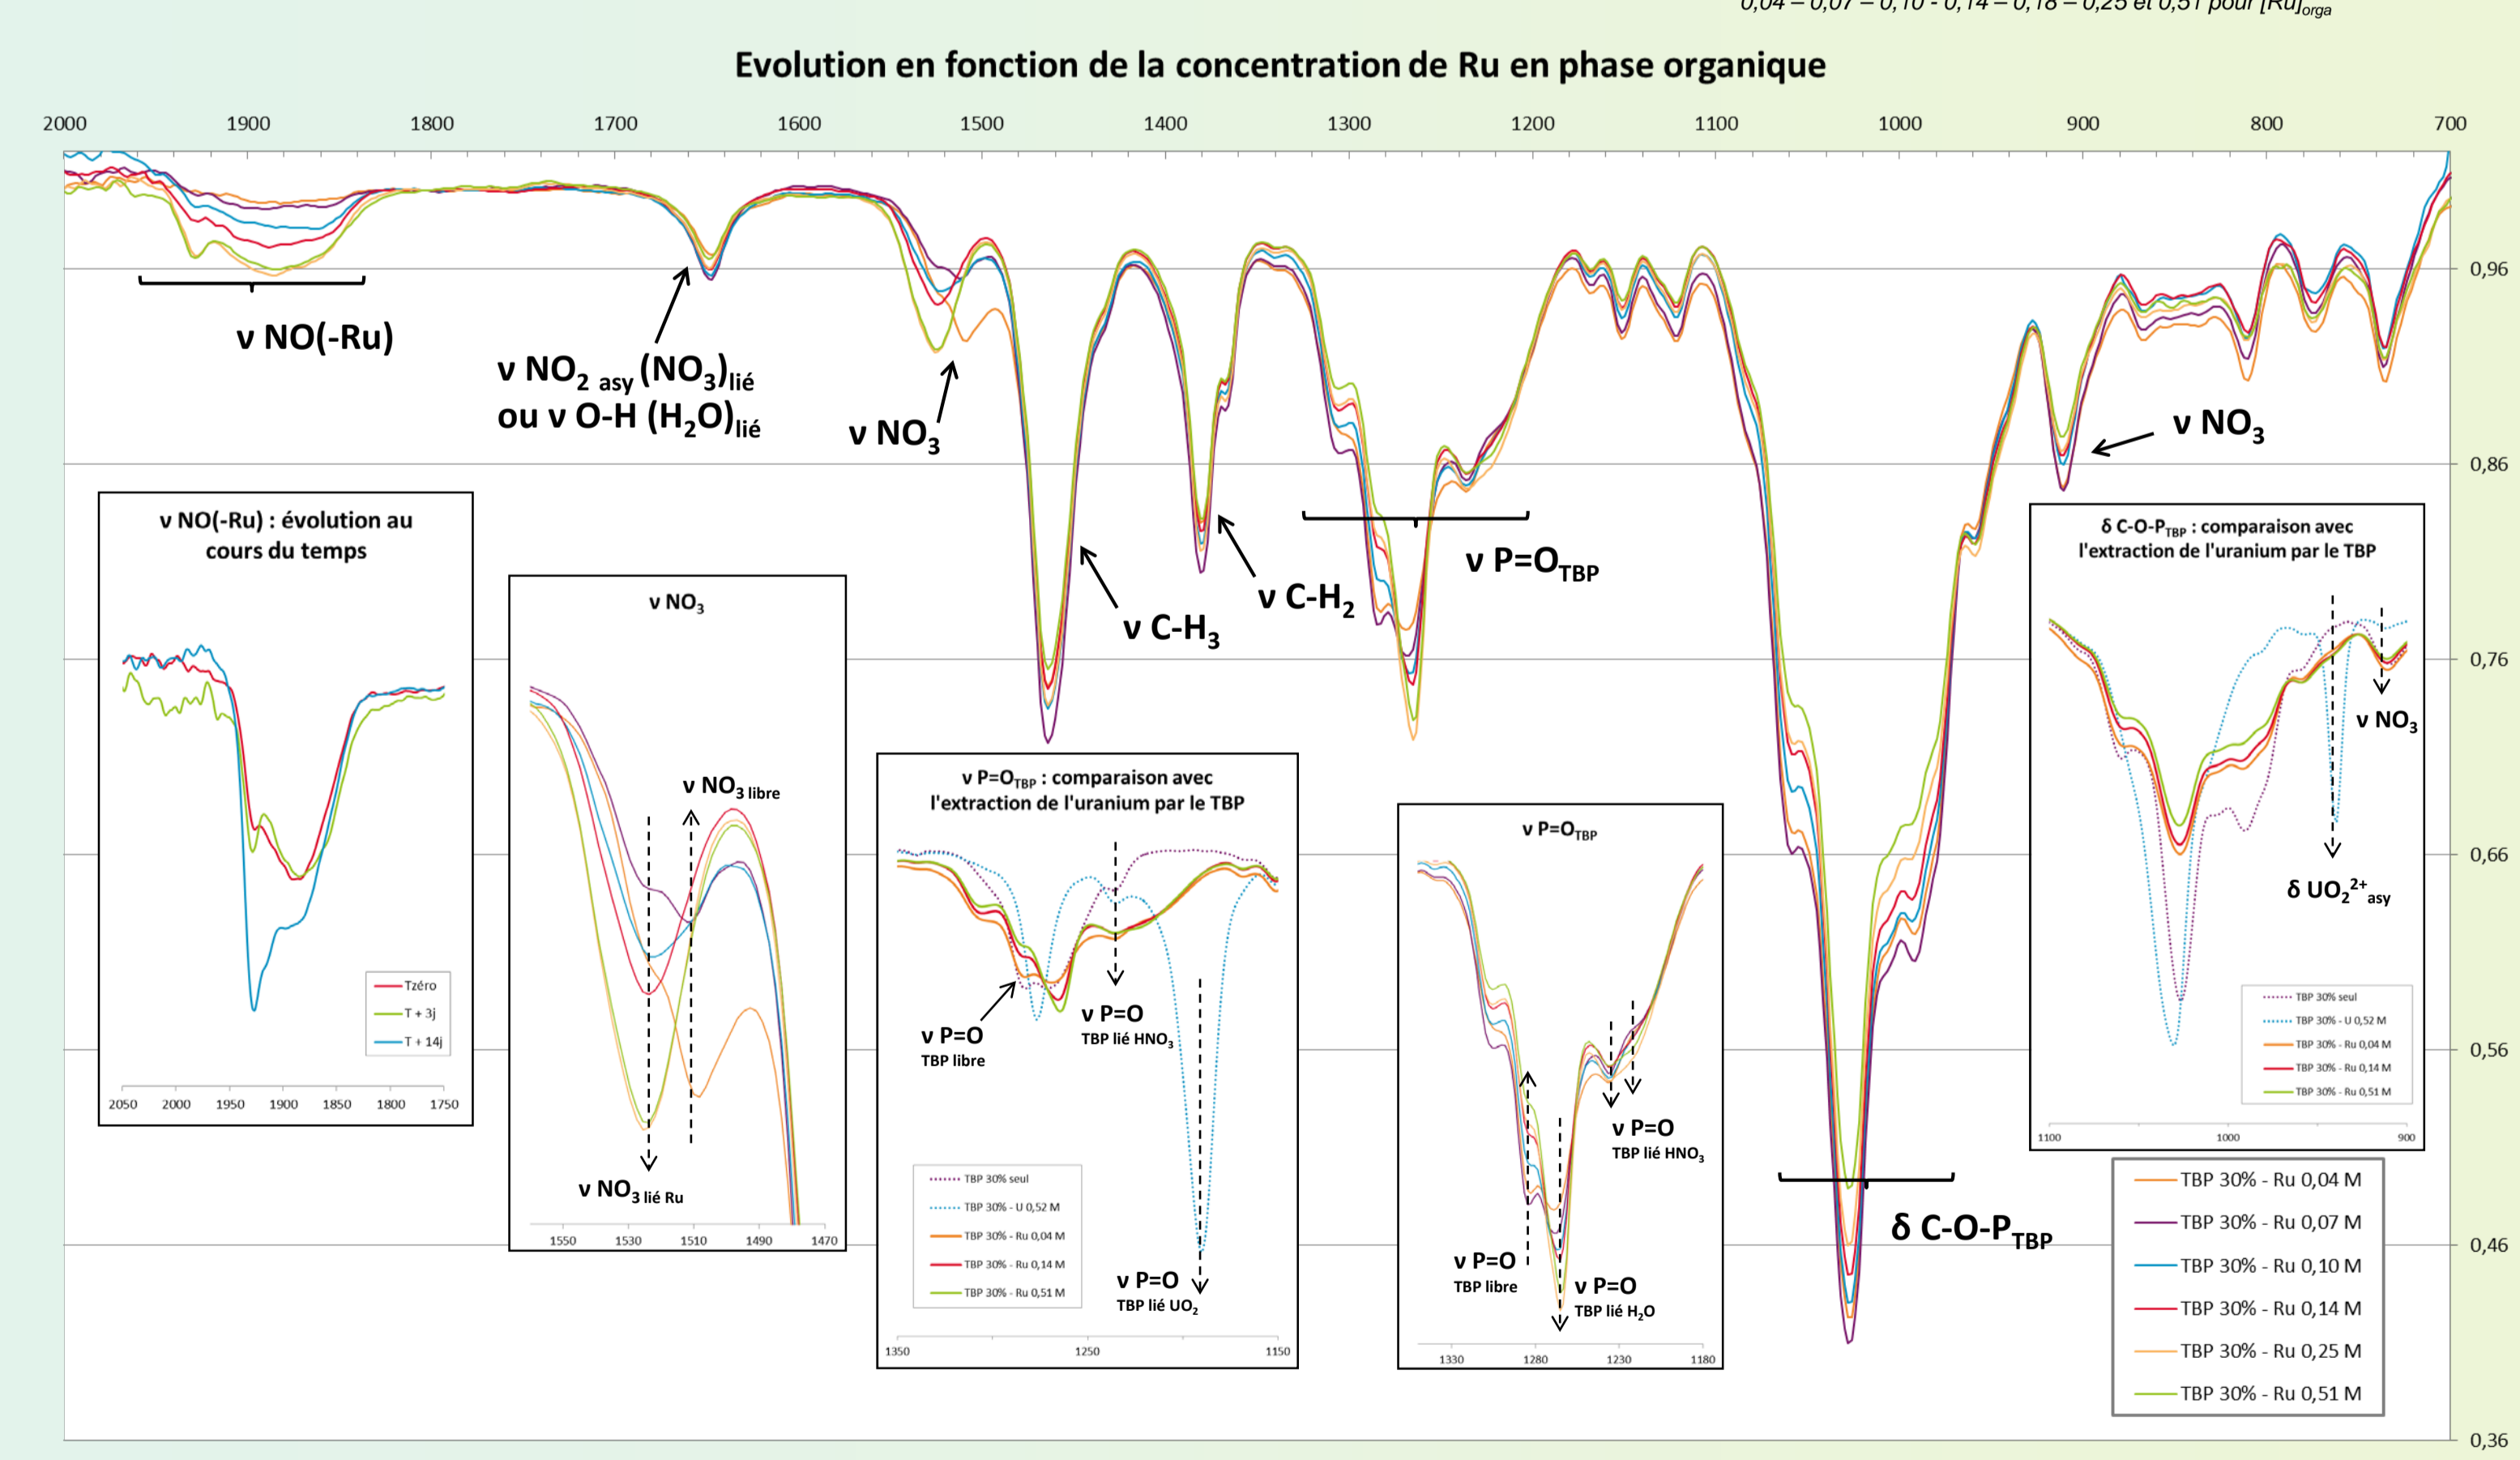 0,04 – 0,07 – 0,10 - 0,14 – 0,18 – 0,25 et 0,51 pour [Ru]orga
Evolution en fonction de la concentration de Ru en phase organique
2000 1900 1800 1700 1600 1500 1400 1300 1200 1100 1000 900 800 700
0,96
0,86
0,76
0,66
0,56
0,46
0,36
ν NO(-Ru)
ν NO2 asy (NO3)lié
ou ν O-H (H2O)lié
ν NO3
ν C-H3
ν C-H2
ν P=OTBP
ν NO3
δ C-O-PTBP
ν NO(-Ru) : évolution au
cours du temps
Tzéro
T + 3j
T + 14j
2050 2000 1950 1900 1850 1800 1750
ν NO3
ν NO3 libre
ν NO3 lié Ru
1550 1530 1510 1490 1470
ν P=OTBP : comparaison avec
l'extraction de l'uranium par le TBP
ν P=O
TBP libre
ν P=O
TBP lié HNO3
ν P=O
TBP lié UO2
TBP 30% seul
TBP 30% - U 0,52 M
TBP 30% - Ru 0,04 M
TBP 30% - Ru 0,14 M
TBP 30% - Ru 0,51 M
1350 1250 1150
ν P=OTBP
ν P=O
TBP lié HNO3
ν P=O
TBP libre
ν P=O
TBP lié H2O
1330 1280 1230 1180
δ C-O-PTBP : comparaison avec
l'extraction de l'uranium par le TBP
ν NO3
δ UO2²⁺asy
TBP 30% seul
TBP 30% - U 0,52 M
TBP 30% - Ru 0,04 M
TBP 30% - Ru 0,14 M
TBP 30% - Ru 0,51 M
1100 1000 900
TBP 30% - Ru 0,04 M
TBP 30% - Ru 0,07 M
TBP 30% - Ru 0,10 M
TBP 30% - Ru 0,14 M
TBP 30% - Ru 0,25 M
TBP 30% - Ru 0,51 M